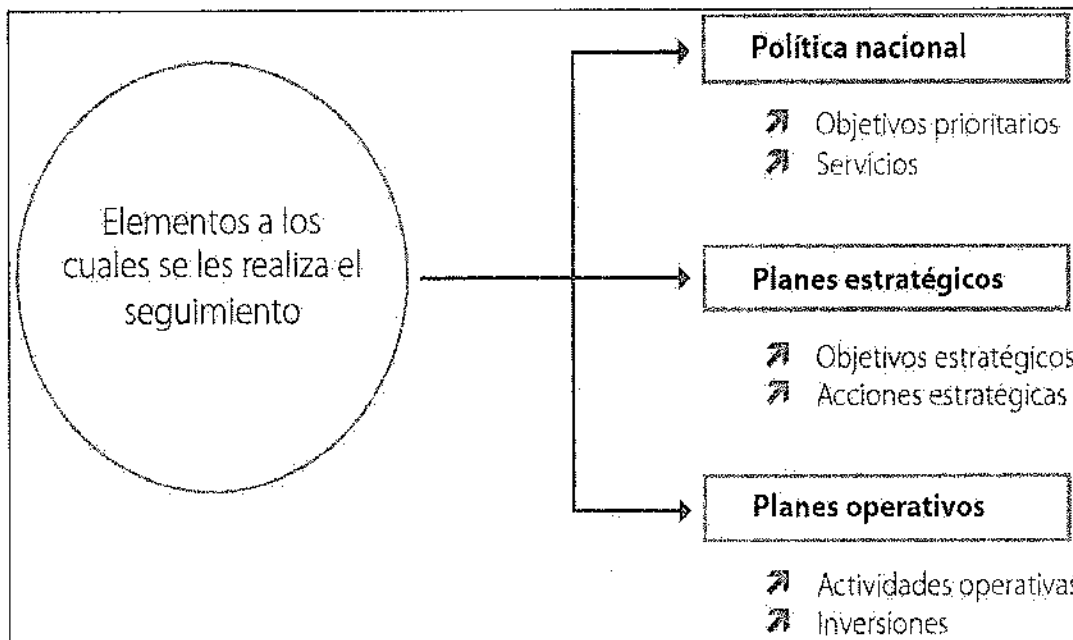 Elementos a los
cuales se les realiza el
seguimiento
Política nacional
Objetivos prioritarios
Servicios
Planes estratégicos
Objetivos estratégicos
Acciones estratégicas
Planes operativos
Actividades operativas
Inversiones